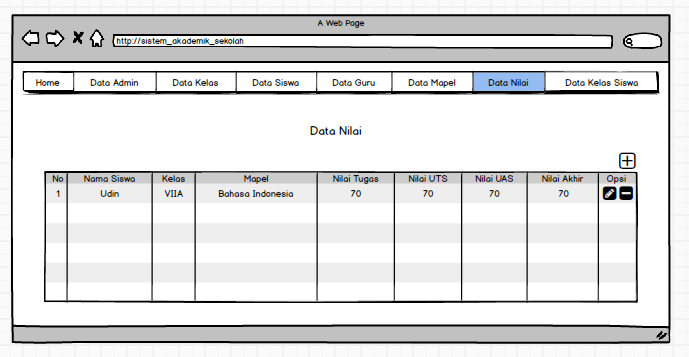 A Web Page
http://sistem_akademik_sekolah
Home Data Admin Data Kelas Data Siswa Data Guru Data Mapel Data Nilai Data Kelas Siswa
Data Nilai
No Nama Siswa Kelas Mapel Nilai Tugas Nilai UTS Nilai UAS Nilai Akhir Opsi
1 Udin VIIA Bahasa Indonesia 70 70 70 70